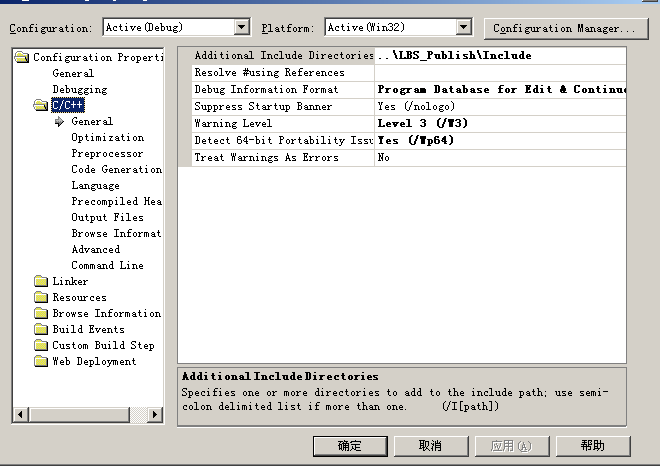 Configuration: Active(Debug) Platform: Active(Win32) Configuration Manager...
Configuration Properti
General
Debugging
C/C++
General
Optimization
Preprocessor
Code Generation
Language
Precompiled Hea
Output Files
Browse Informat
Advanced
Command Line
Linker
Resources
Browse Information
Build Events
Custom Build Step
Web Deployment
Additional Include Directories ..\LBS_Publish\Include
Resolve #using References
Debug Information Format Program Database for Edit & Continu
Suppress Startup Banner Yes (/nologo)
Warning Level Level 3 (/W3)
Detect 64-bit Portability Issu Yes (/Wp64)
Treat Warnings As Errors No
Additional Include Directories
Specifies one or more directories to add to the include path; use semi-
colon delimited list if more than one. (/I[path])
确定 取消 应用(A) 帮助